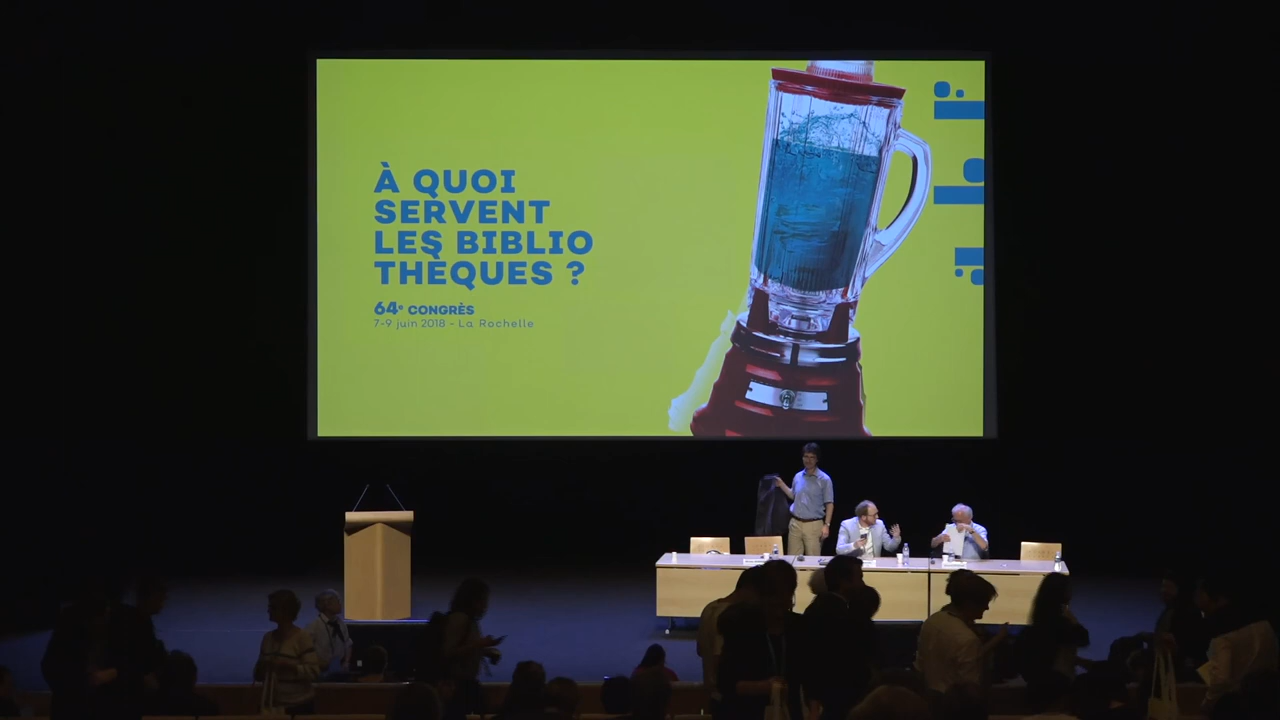 À QUOI
SERVENT
LES BIBLIO
THÈQUES ?
64e CONGRÈS
7-9 juin 2018 – La Rochelle